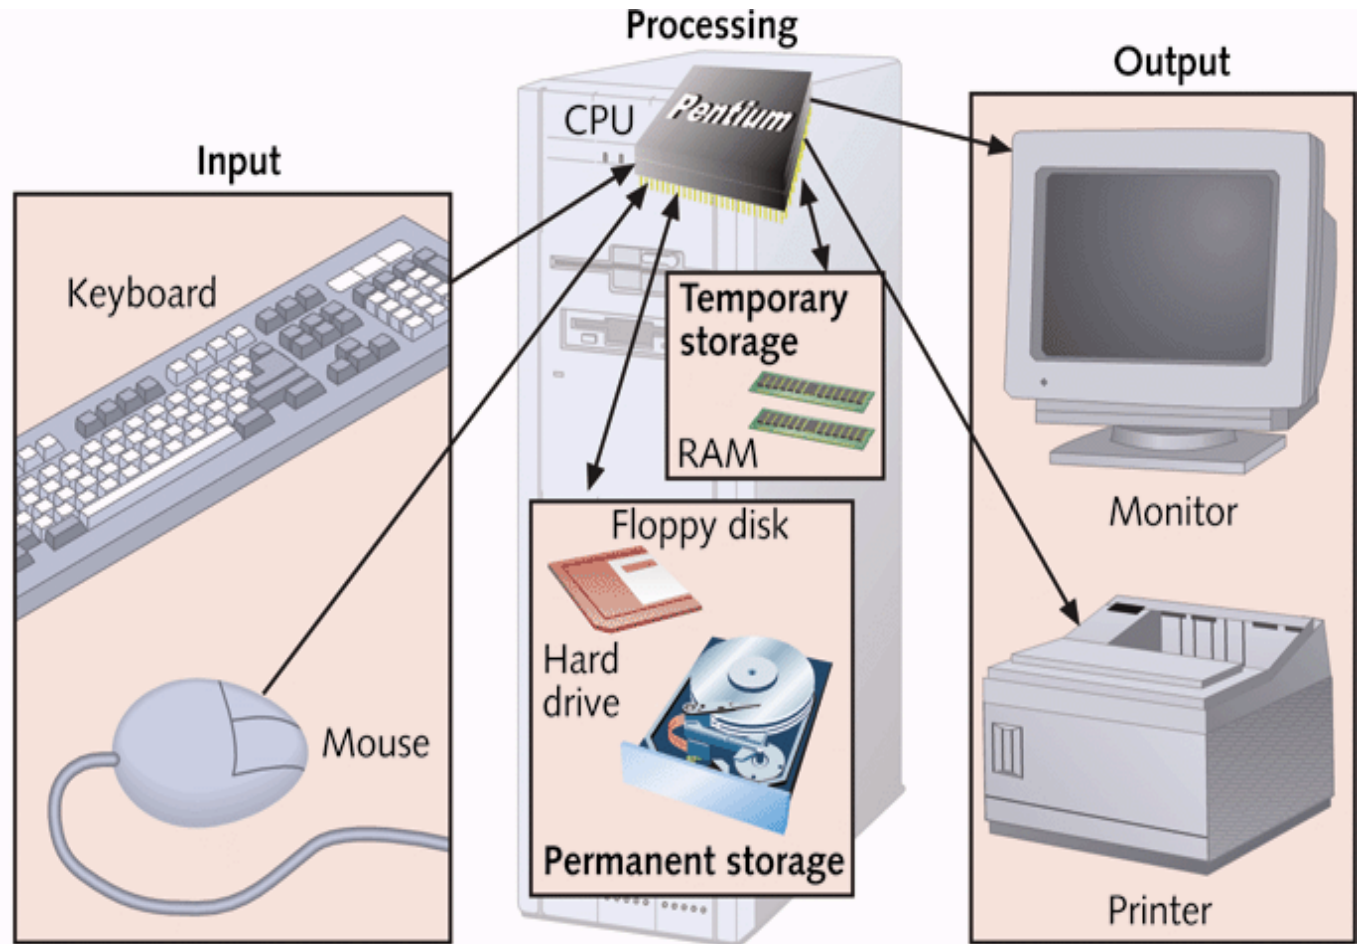 Processing
Output
CPU
Pentium
Input
Keyboard
Temporary
storage
RAM
Monitor
Floppy disk
Hard
drive
Mouse
Permanent storage
Printer